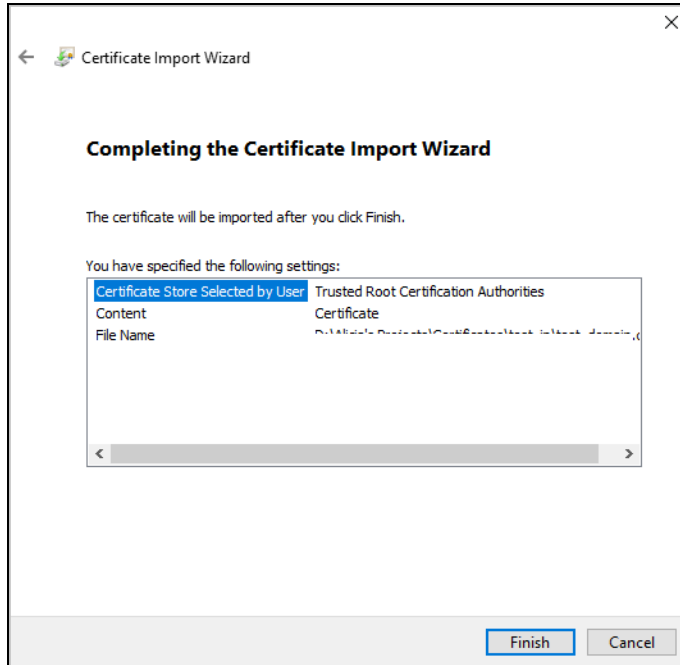 Certificate Import Wizard
Completing the Certificate Import Wizard
The certificate will be imported after you click Finish.
You have specified the following settings:
Certificate Store Selected by User Trusted Root Certification Authorities
Content Certificate
File Name
Finish Cancel